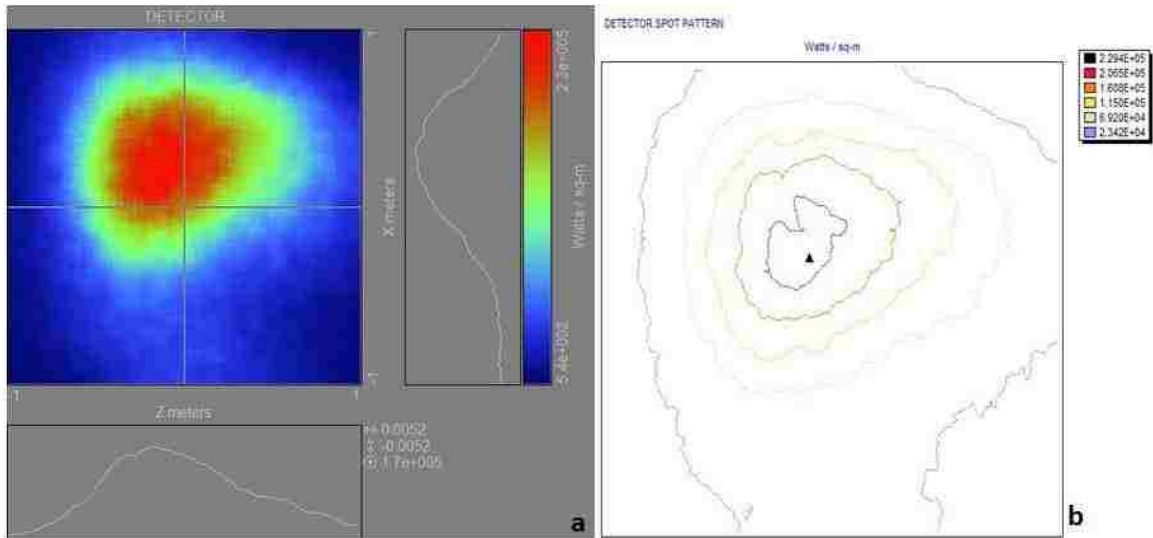 DETECTOR
1
X meters
-1
-1
1
Z meters
2.2e+005
Watts / sq-m
5.4e+002
↔ 0.0052
↕ -0.0052
⊙ 1.7e+005
a
DETECTOR SPOT PATTERN
Watts / sq-m
2.294E+05
2.065E+05
1.608E+05
1.150E+05
6.920E+04
2.342E+04
b